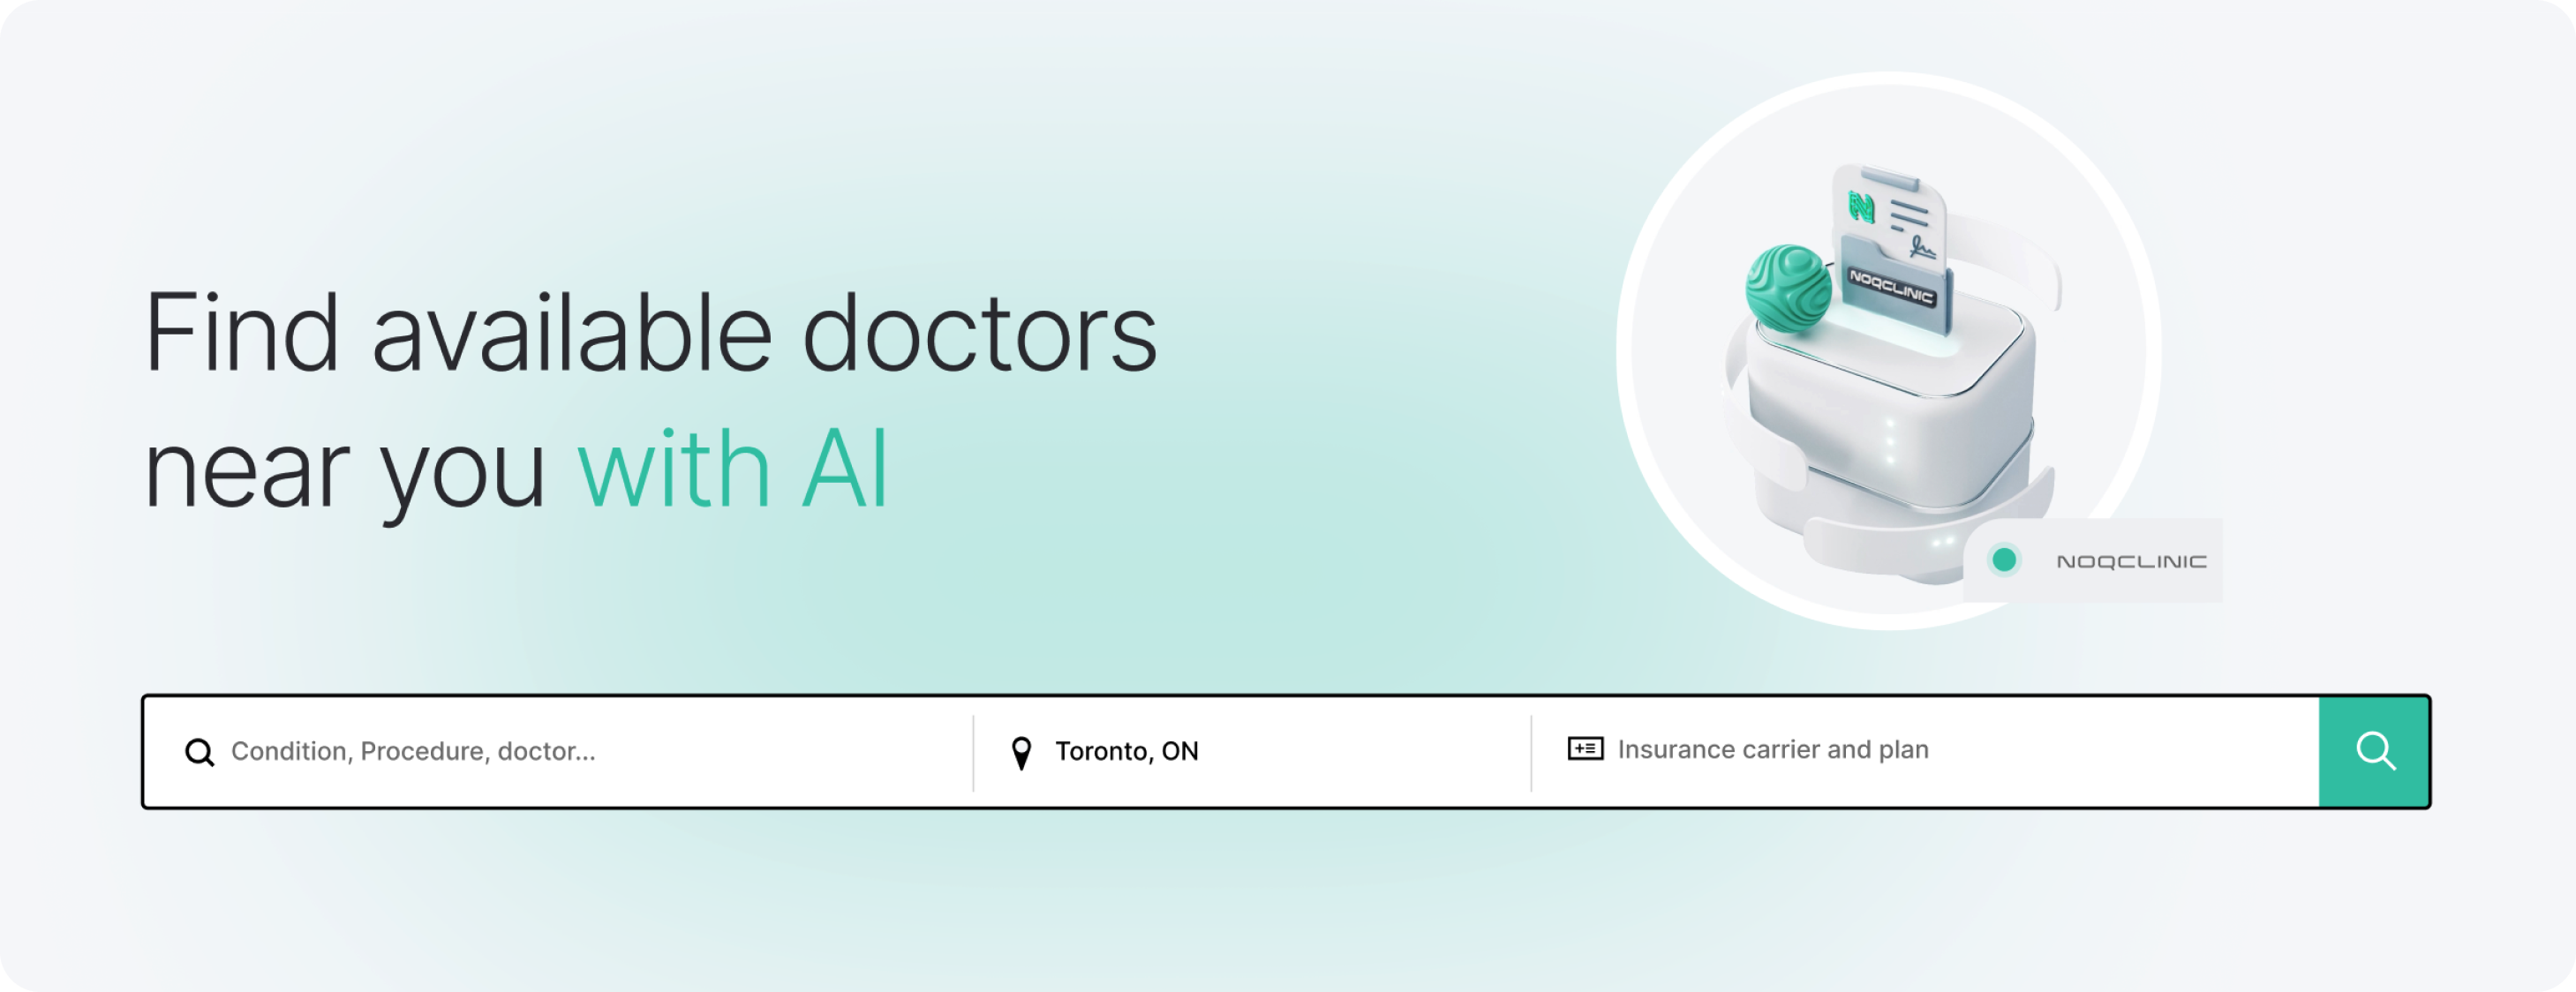 Find available doctors
near you with AI
N
NOQCLINIC
NOQCLINIC
Condition, Procedure, doctor...
Toronto, ON
Insurance carrier and plan